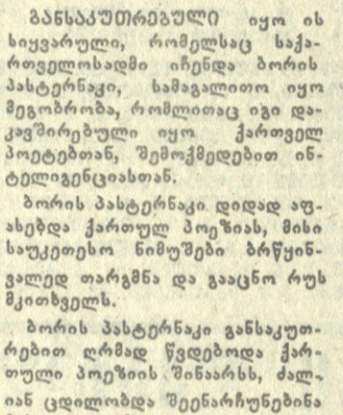 განსაკუთრებული იყო ის
სიყვარული, რომელსაც საქა-
რთველოსადმი იჩენდა ბორის
პასტერნაკი, სამაგალითო იყო
მეგობრობა, რომლითაც იგი და-
კავშირებული იყო ქართველ
პოეტებთან, შემოქმედებით ინ-
ტელიგენციასთან.
ბორის პასტერნაკი დიდად აფ-
ასებდა ქართულ პოეზიას, მისი
საუკეთესო ნიმუშები ბრწყინ-
ვალედ თარგმნა და გააცნო რუს
მკითხველს.
ბორის პასტერნაკი განსაკუთ-
რებით ღრმად წვდებოდა ქარ-
თული პოეზიის შინაარსს, ძალ-
იან ცდილობდა შეენარჩუნებინა